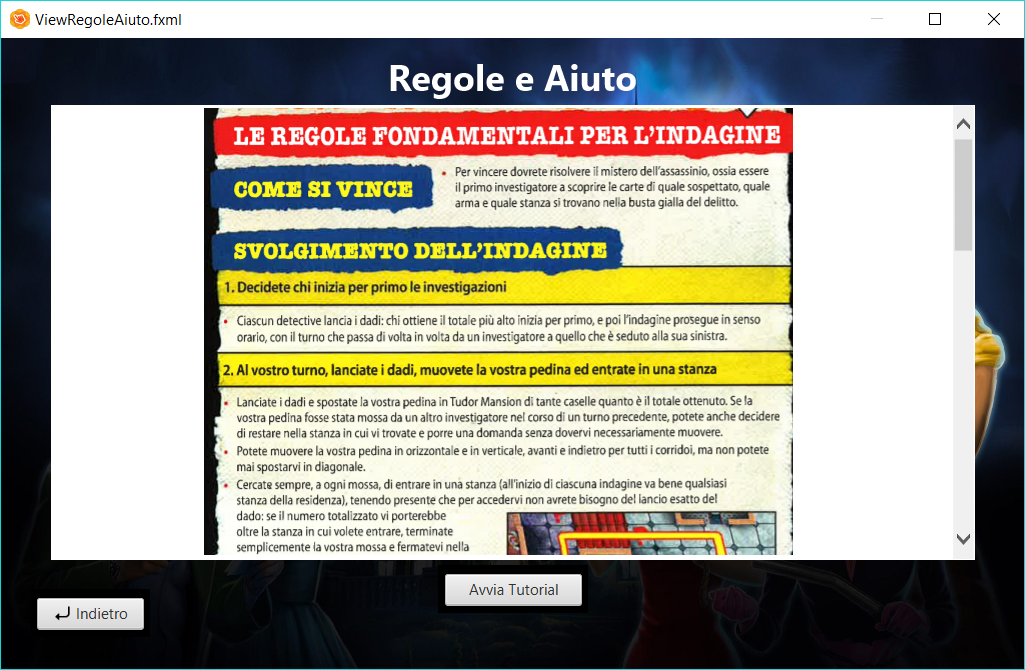 ViewRegoleAiuto.fxml
Regole e Aiuto
LE REGOLE FONDAMENTALI PER L'INDAGINE
COME SI VINCE
• Per vincere dovrete risolvere il mistero dell'assassinio, ossia essere
il primo investigatore a scoprire le carte di quale sospettato, quale
arma e quale stanza si trovano nella busta gialla del delitto.
SVOLGIMENTO DELL'INDAGINE
1. Decidete chi inizia per primo le investigazioni
• Ciascun detective lancia i dadi: chi ottiene il totale più alto inizia per primo, e poi l'indagine prosegue in senso
orario, con il turno che passa di volta in volta da un investigatore a quello che è seduto alla sua sinistra.
2. Al vostro turno, lanciate i dadi, muovete la vostra pedina ed entrate in una stanza
• Lanciate i dadi e spostate la vostra pedina in Tudor Mansion di tante caselle quanto è il totale ottenuto. Se la
vostra pedina fosse stata mossa da un altro investigatore nel corso di un turno precedente, potete anche decidere
di restare nella stanza in cui vi trovate e porre una domanda senza dovervi necessariamente muovere.
• Potete muovere la vostra pedina in orizzontale e in verticale, avanti e indietro per tutti i corridoi, ma non potete
mai spostarvi in diagonale.
• Cercate sempre, a ogni mossa, di entrare in una stanza (all'inizio di ciascuna indagine va bene qualsiasi
stanza della residenza), tenendo presente che per accedervi non avrete bisogno del lancio esatto del
dado: se il numero totalizzato vi porterebbe
oltre la stanza in cui volete entrare, terminate
semplicemente la vostra mossa e fermatevi nella
Avvia Tutorial
Indietro